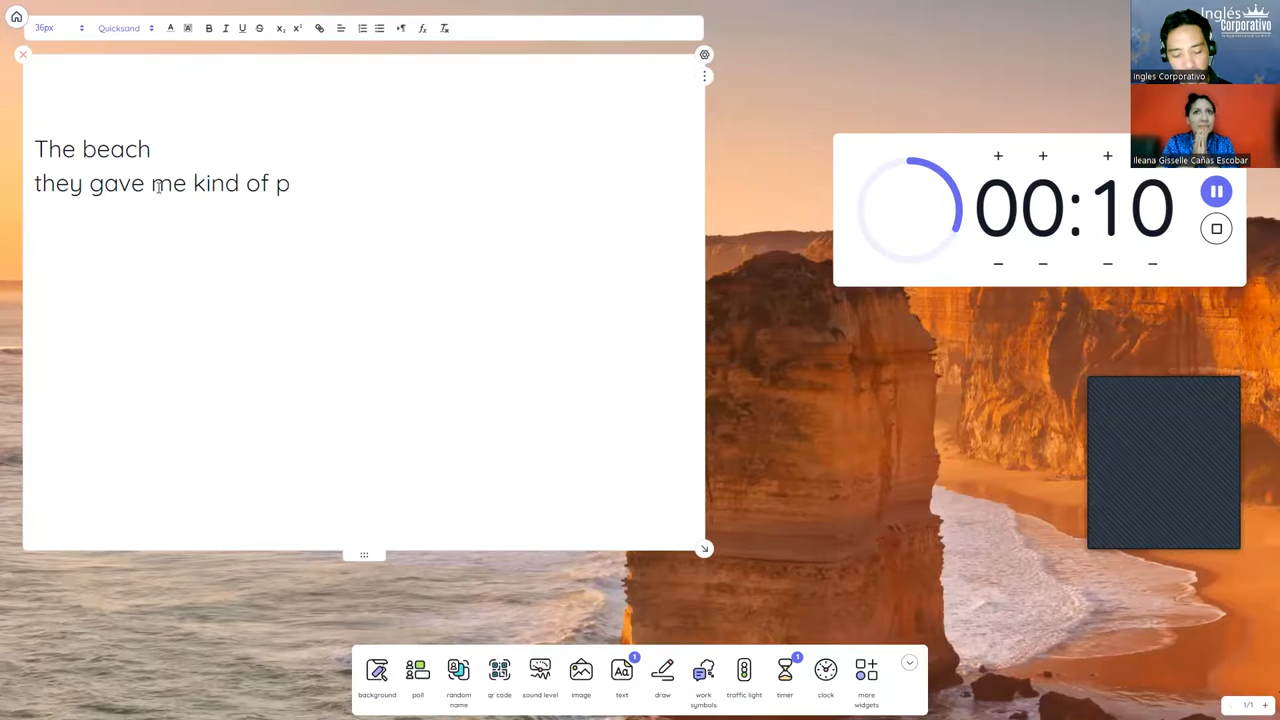 36px
Quicksand
The beach
they gave me kind of p
Inglés
Corporativo
Ingles Corporativo
Ileana Gisselle Cañas Escobar
00:10
background
poll
random name
qr code
sound level
image
1
text
draw
work symbols
traffic light
1
timer
clock
more widgets
1/1